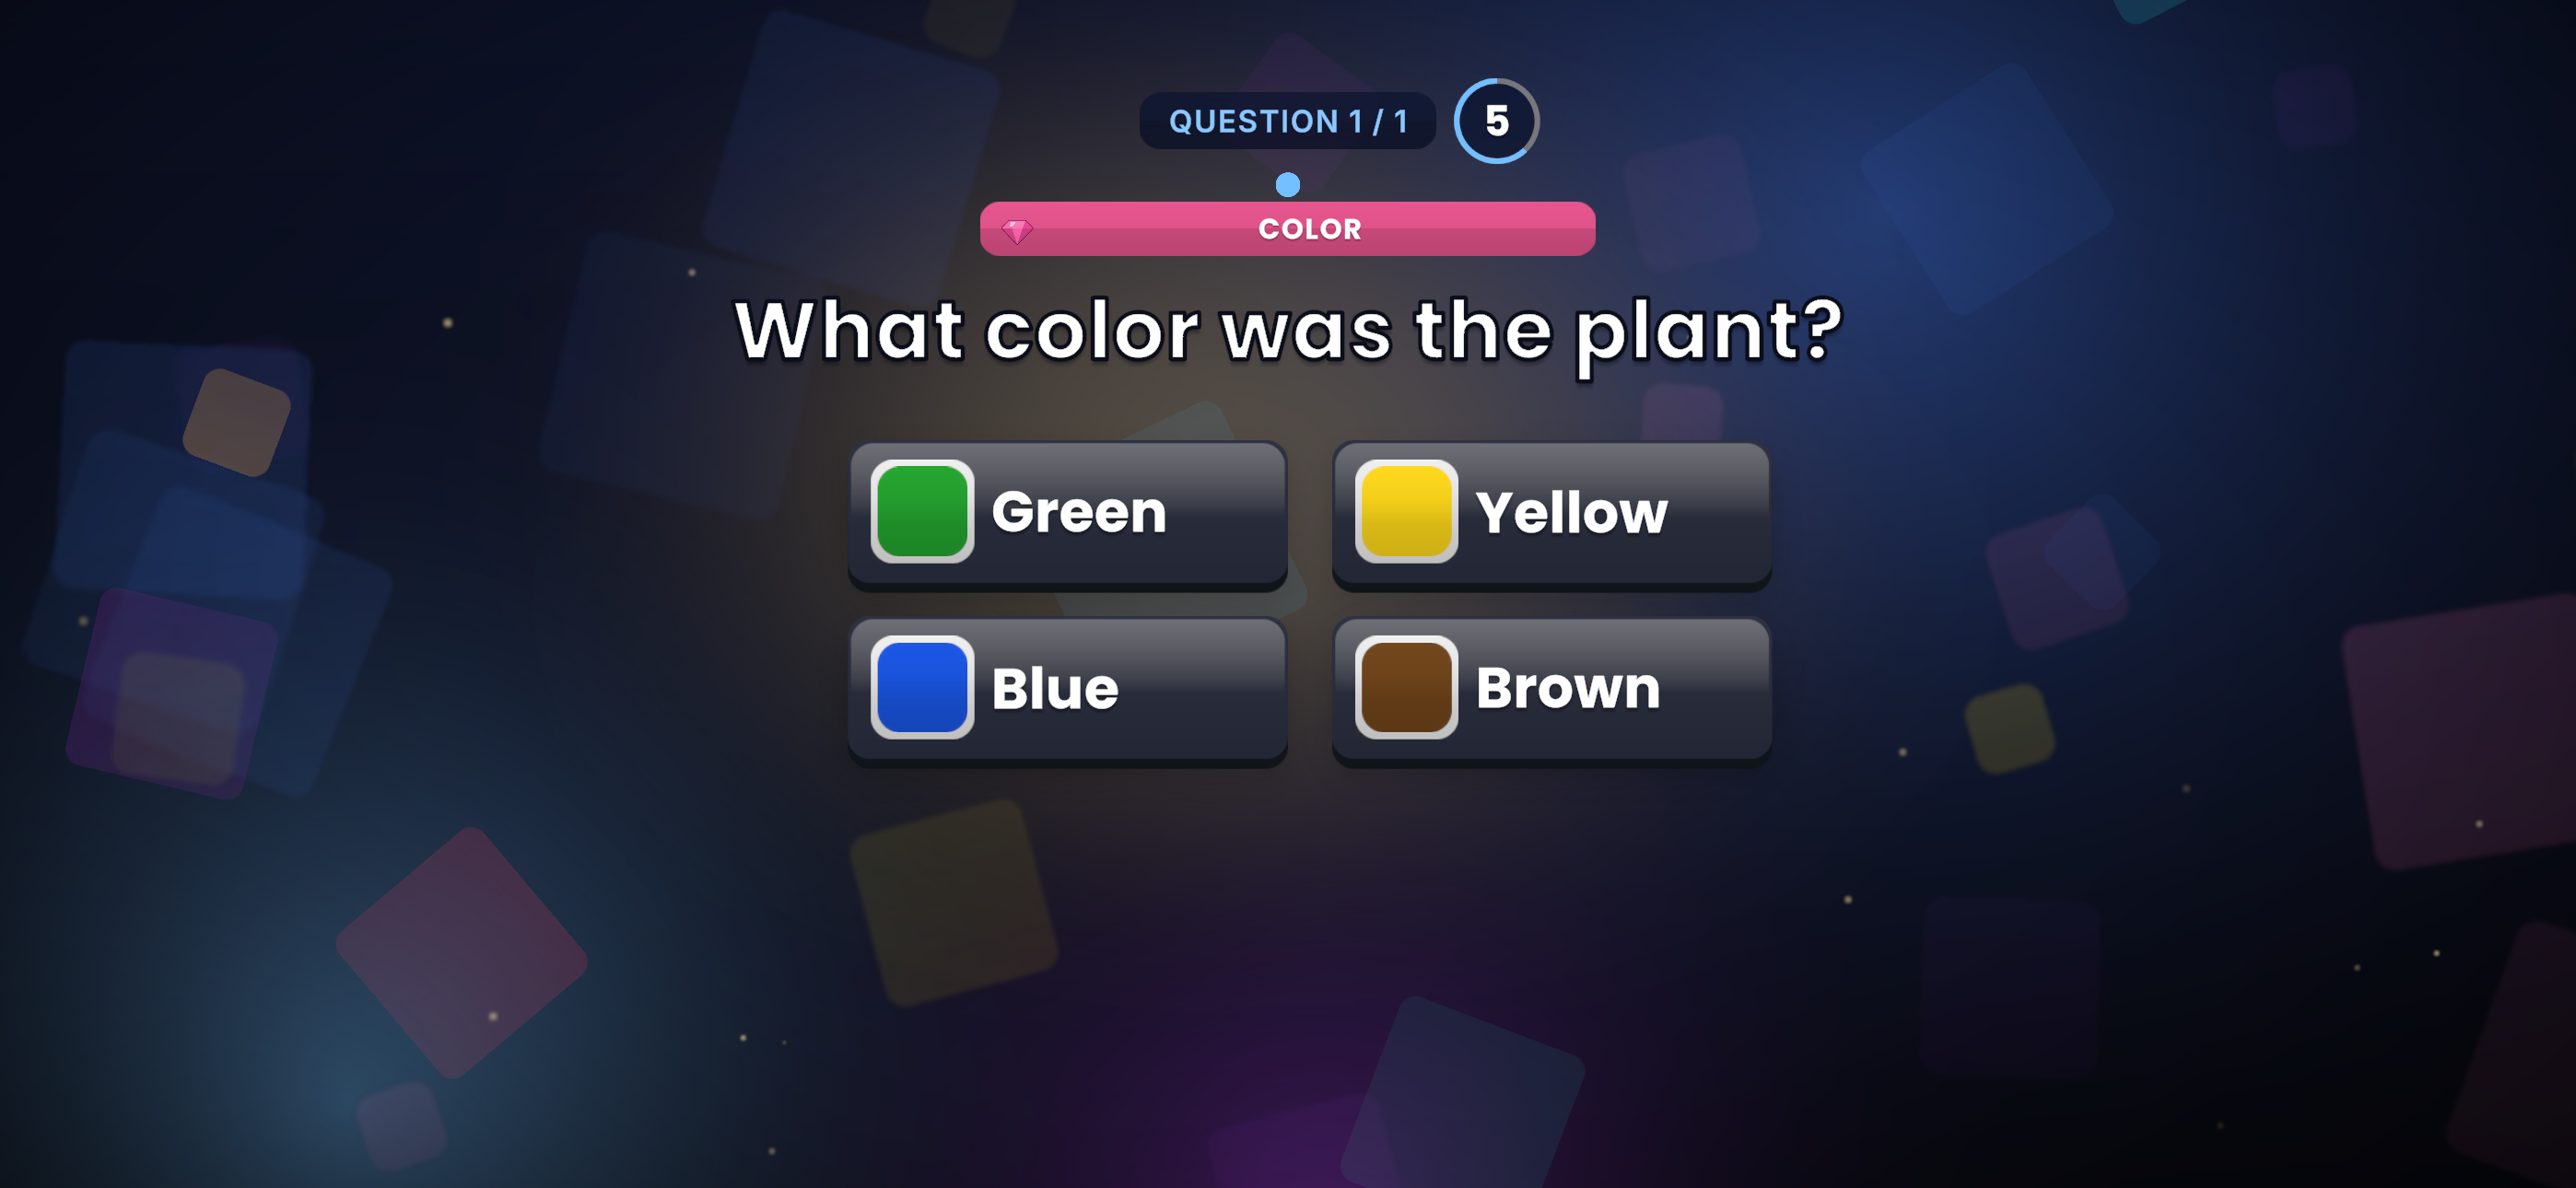 QUESTION 1 / 1
5
COLOR
What color was the plant?
Green
Yellow
Blue
Brown